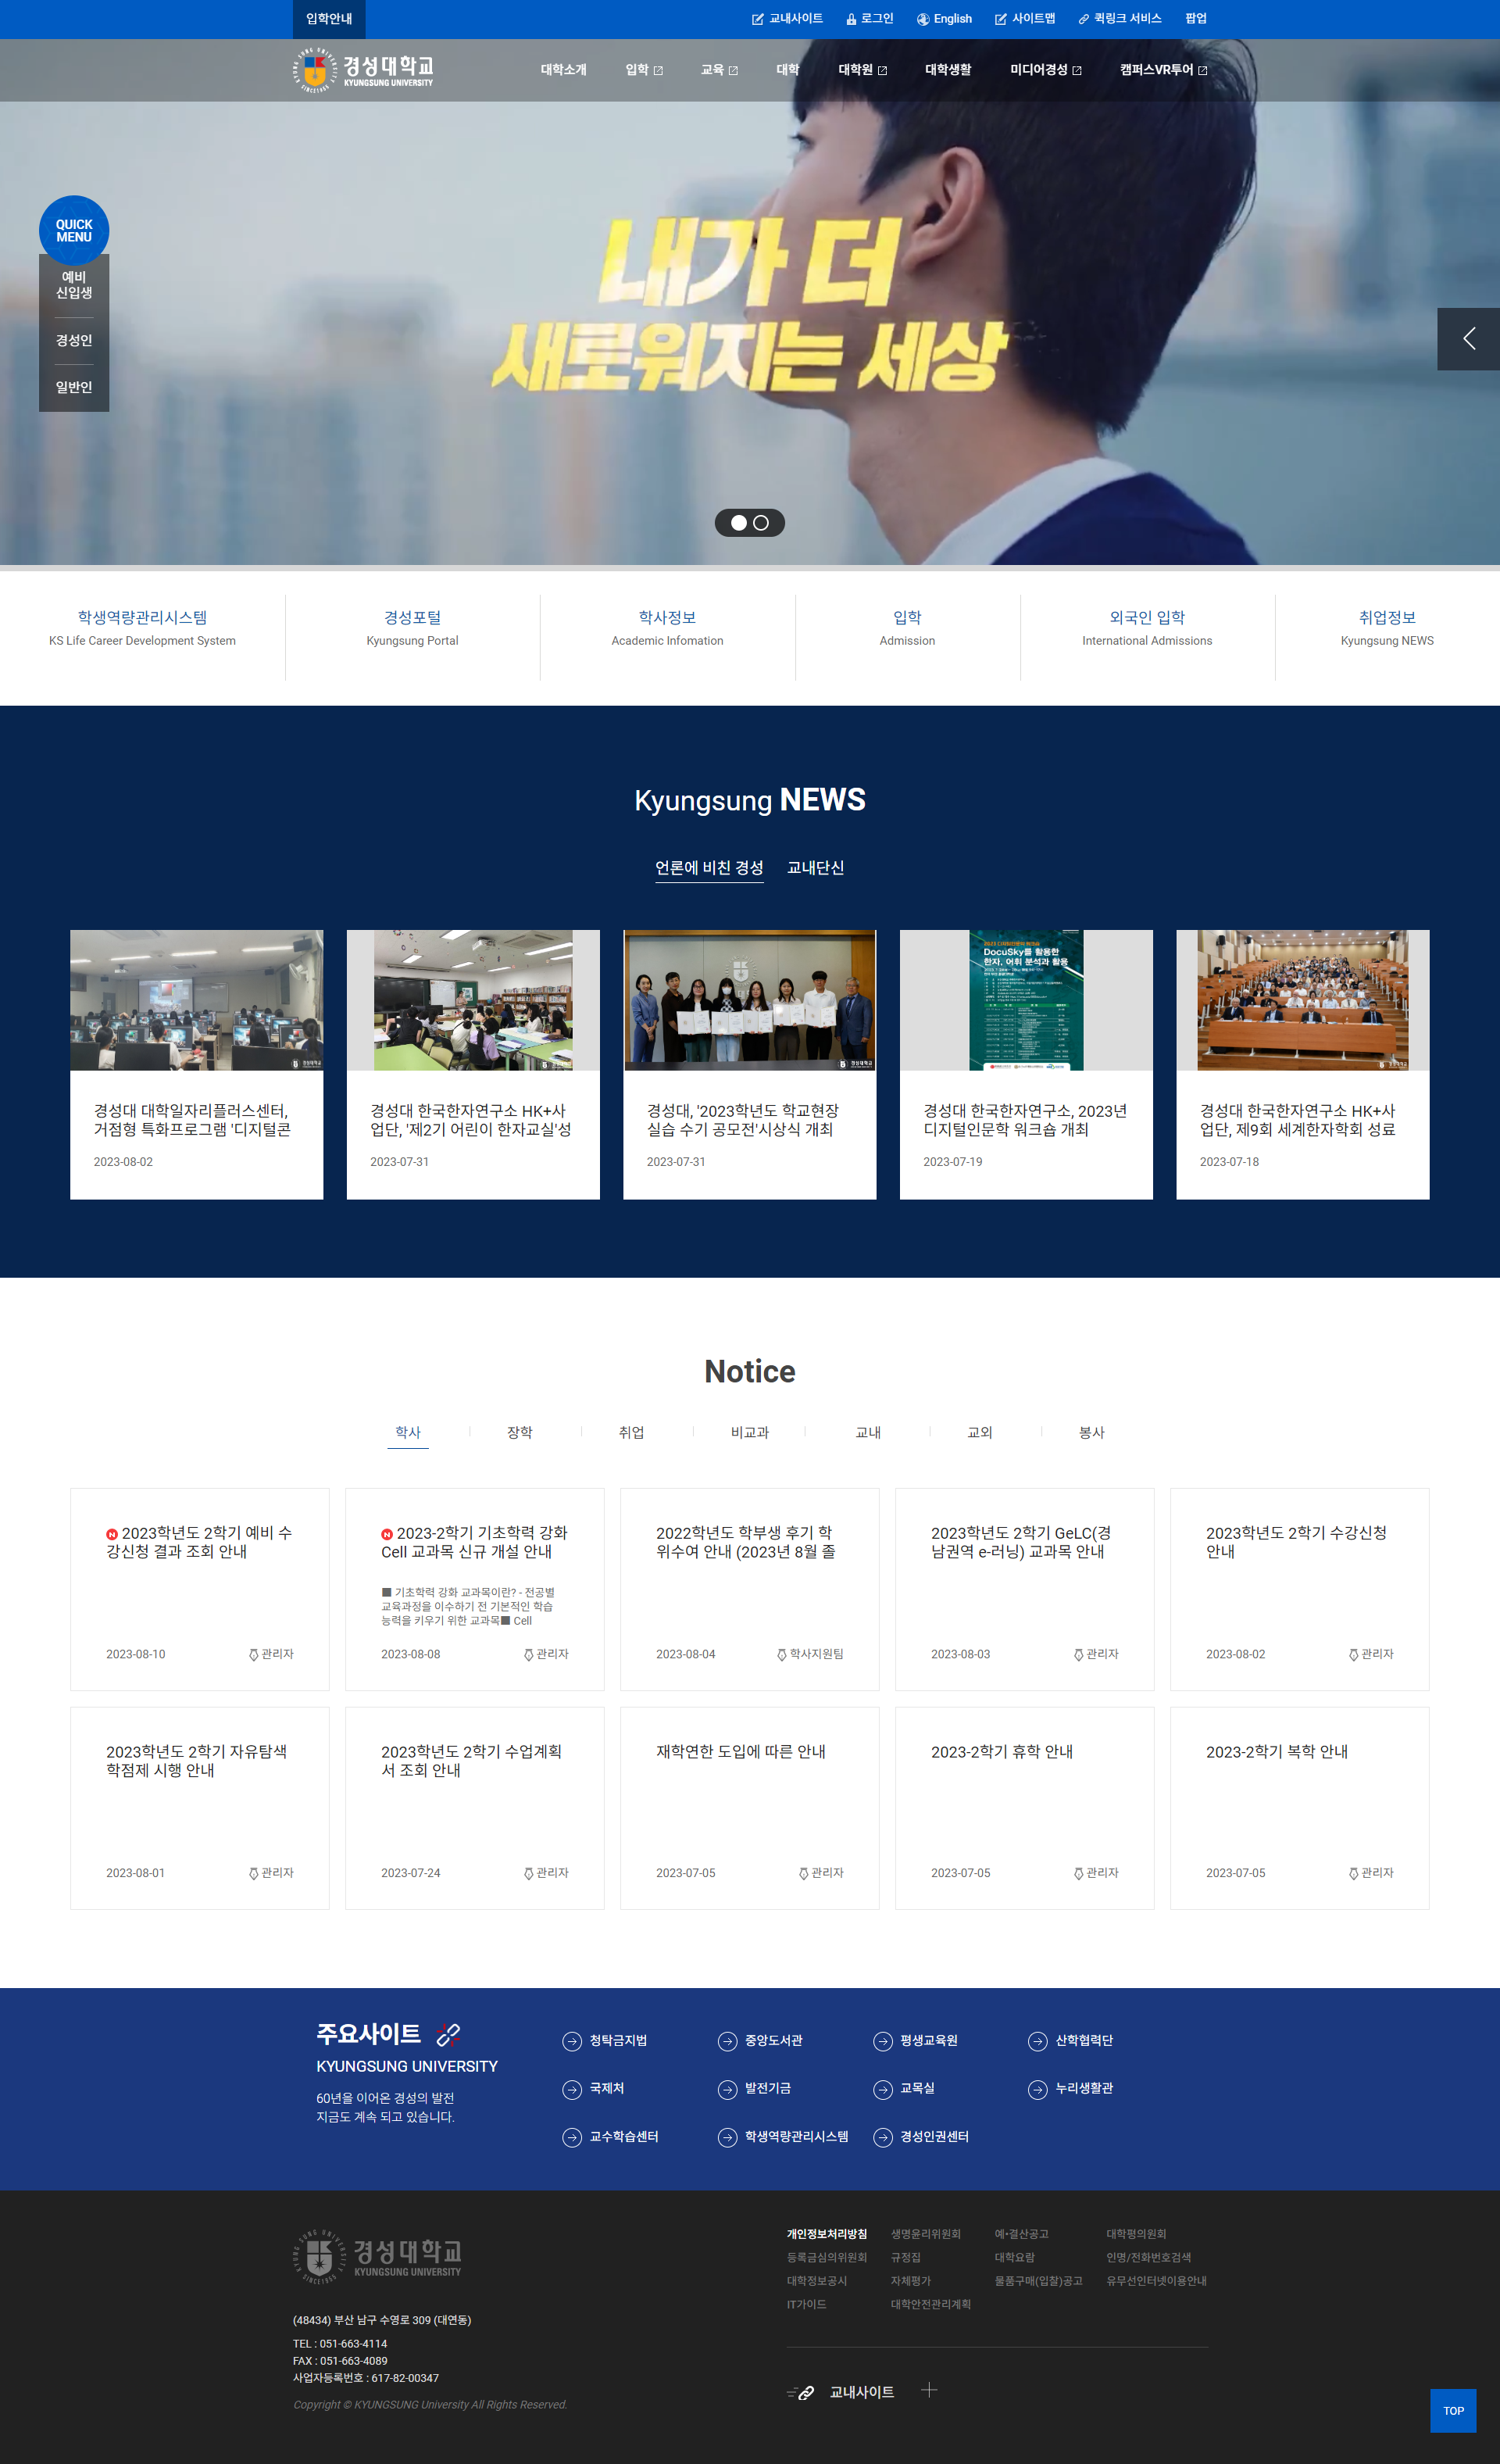 입학안내
교내사이트
로그인
English
사이트맵
퀵링크 서비스
팝업
경성대학교
KYUNGSUNG UNIVERSITY
대학소개
입학
교육
대학
대학원
대학생활
미디어경성
캠퍼스VR투어
QUICK
MENU
예비
신입생
경성인
일반인
내가 더
새로워지는 세상
학생역량관리시스템
KS Life Career Development System
경성포털
Kyungsung Portal
학사정보
Academic Infomation
입학
Admission
외국인 입학
International Admissions
취업정보
Kyungsung NEWS
Kyungsung NEWS
언론에 비친 경성
교내단신
2023 디지털인문학 워크숍
DocuSky를 활용한
한자, 어휘 분석과 활용
경성대 대학일자리플러스센터,
거점형 특화프로그램 '디지털콘
2023-08-02
경성대 한국한자연구소 HK+사
업단, '제2기 어린이 한자교실'성
2023-07-31
경성대, '2023학년도 학교현장
실습 수기 공모전'시상식 개최
2023-07-31
경성대 한국한자연구소, 2023년
디지털인문학 워크숍 개최
2023-07-19
경성대 한국한자연구소 HK+사
업단, 제9회 세계한자학회 성료
2023-07-18
Notice
학사
장학
취업
비교과
교내
교외
봉사
N 2023학년도 2학기 예비 수
강신청 결과 조회 안내
2023-08-10
관리자
N 2023-2학기 기초학력 강화
Cell 교과목 신규 개설 안내
■ 기초학력 강화 교과목이란? - 전공별
교육과정을 이수하기 전 기본적인 학습
능력을 키우기 위한 교과목■ Cell
2023-08-08
관리자
2022학년도 학부생 후기 학
위수여 안내 (2023년 8월 졸
2023-08-04
학사지원팀
2023학년도 2학기 GeLC(경
남권역 e-러닝) 교과목 안내
2023-08-03
관리자
2023학년도 2학기 수강신청
안내
2023-08-02
관리자
2023학년도 2학기 자유탐색
학점제 시행 안내
2023-08-01
관리자
2023학년도 2학기 수업계획
서 조회 안내
2023-07-24
관리자
재학연한 도입에 따른 안내
2023-07-05
관리자
2023-2학기 휴학 안내
2023-07-05
관리자
2023-2학기 복학 안내
2023-07-05
관리자
주요사이트
KYUNGSUNG UNIVERSITY
60년을 이어온 경성의 발전
지금도 계속 되고 있습니다.
청탁금지법
중앙도서관
평생교육원
산학협력단
국제처
발전기금
교목실
누리생활관
교수학습센터
학생역량관리시스템
경성인권센터
경성대학교
KYUNGSUNG UNIVERSITY
(48434) 부산 남구 수영로 309 (대연동)
TEL : 051-663-4114
FAX : 051-663-4089
사업자등록번호 : 617-82-00347
Copyright © KYUNGSUNG University All Rights Reserved.
개인정보처리방침
생명윤리위원회
예•결산공고
대학평의원회
등록금심의위원회
규정집
대학요람
인명/전화번호검색
대학정보공시
자체평가
물품구매(입찰)공고
유무선인터넷이용안내
IT가이드
대학안전관리계획
교내사이트
TOP